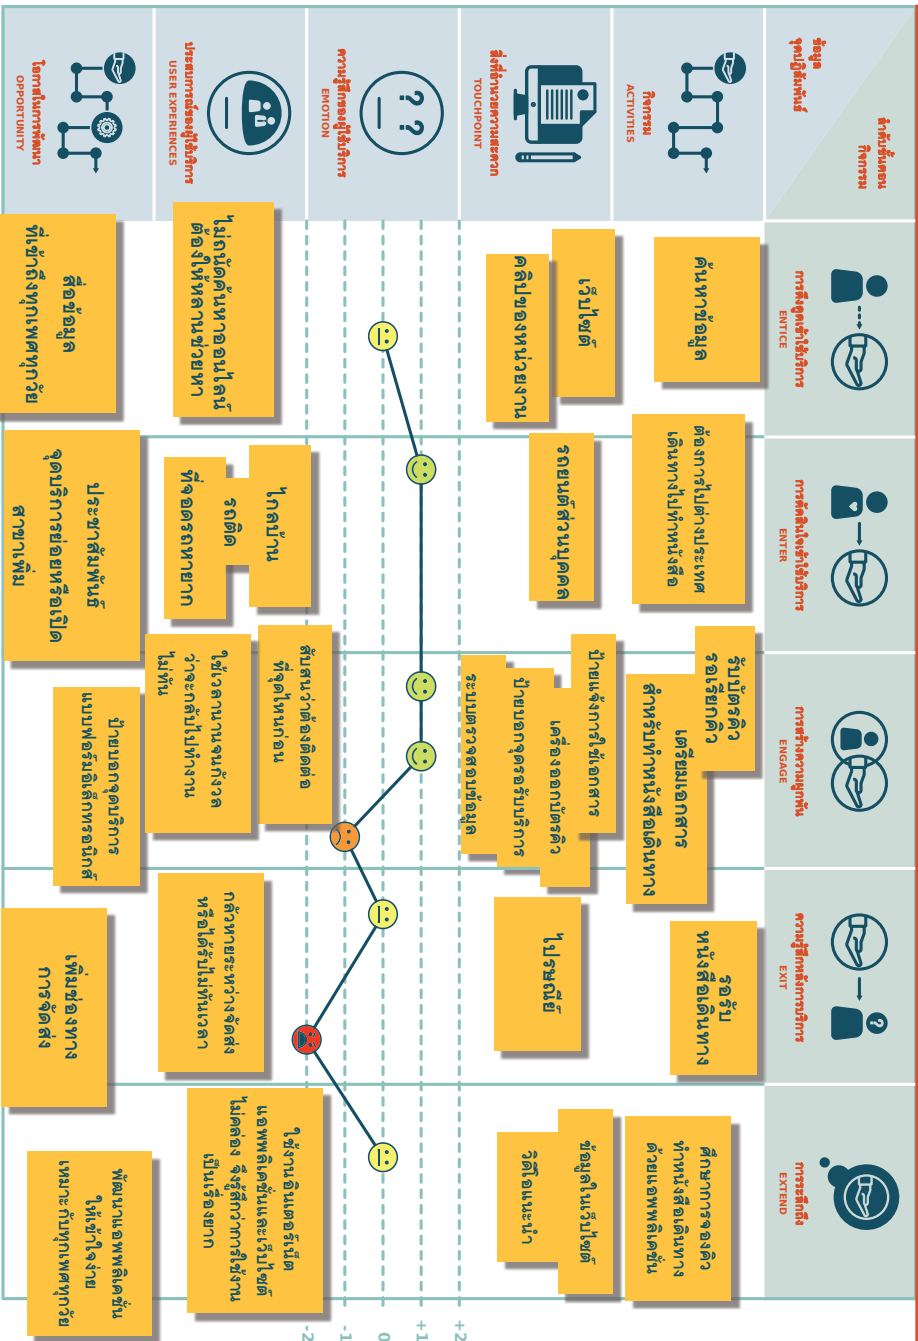 ข้อมูล
จุดปฏิสัมพันธ์
ลำดับขั้นตอน
กิจกรรม
การดึงดูดเข้าใช้บริการ
ENTICE
การตัดสินใจเข้าใช้บริการ
ENTER
การสร้างความผูกพัน
ENGAGE
ความรู้สึกหลังการบริการ
EXIT
การระลึกถึง
EXTEND
กิจกรรม
ACTIVITIES
ค้นหาข้อมูล
ต้องการไปต่างประเทศ
เดินทางไปทำหนังสือ
รับบัตรคิว
รอเรียกคิว
เตรียมเอกสาร
สำหรับทำหนังสือเดินทาง
รอรับ
หนังสือเดินทาง
ศึกษาการจองคิว
ทำหนังสือเดินทาง
ด้วยแอพพลิเคชั่น
สิ่งที่อำนวยความสะดวก
TOUCHPOINT
เว็บไซต์
คลิปของหน่วยงาน
รถยนต์ส่วนบุคคล
ป้ายแจ้งการใช้เอกสาร
เครื่องออกบัตรคิว
ป้ายบอกจุดรอรับบริการ
ระบบตรวจสอบข้อมูล
ไปรษณีย์
ข้อมูลในเว็บไซต์
วิดีโอแนะนำ
ความรู้สึกของผู้ใช้บริการ
EMOTION
+2
+1
0
-1
-2
ประสบการณ์ของผู้ใช้บริการ
USER EXPERIENCES
ไม่ถนัดค้นหาออนไลน์
ต้องให้หลานช่วยหา
ไกลบ้าน
รถติด
ที่จอดรถหายาก
สับสนว่าต้องติดต่อ
ที่จุดไหนก่อน
ใช้เวลานานจนกังวล
ว่าจะกลับไปทำงาน
ไม่ทัน
กลัวหายระหว่างจัดส่ง
หรือได้รับไม่ทันเวลา
ใช้งานอินเตอร์เน็ต
แอพพลิเคชั่นและเว็บไซต์
ไม่คล่อง จึงรู้สึกว่าการใช้งาน
เป็นเรื่องยาก
โอกาสในการพัฒนา
OPPORTUNITY
สื่อข้อมูล
ที่เข้าถึงทุกเพศทุกวัย
ประชาสัมพันธ์
จุดบริการย่อยหรือเปิด
สาขาเพิ่ม
ป้ายบอกจุดบริการ
แบบฟอร์มอิเล็กทรอนิกส์
เพิ่มช่องทาง
การจัดส่ง
พัฒนาแอพพลิเคชั่น
ให้เข้าใจง่าย
เหมาะกับทุกเพศทุกวัย